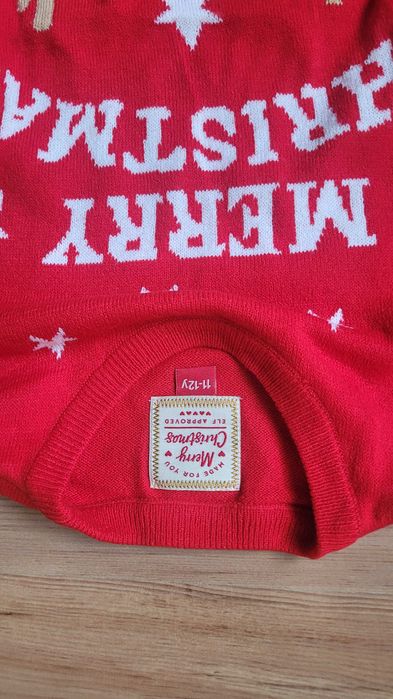 11-12y
MADE FOR YOU
Merry
Christmas
ELF APPROVED
MERRY
CHRISTMA